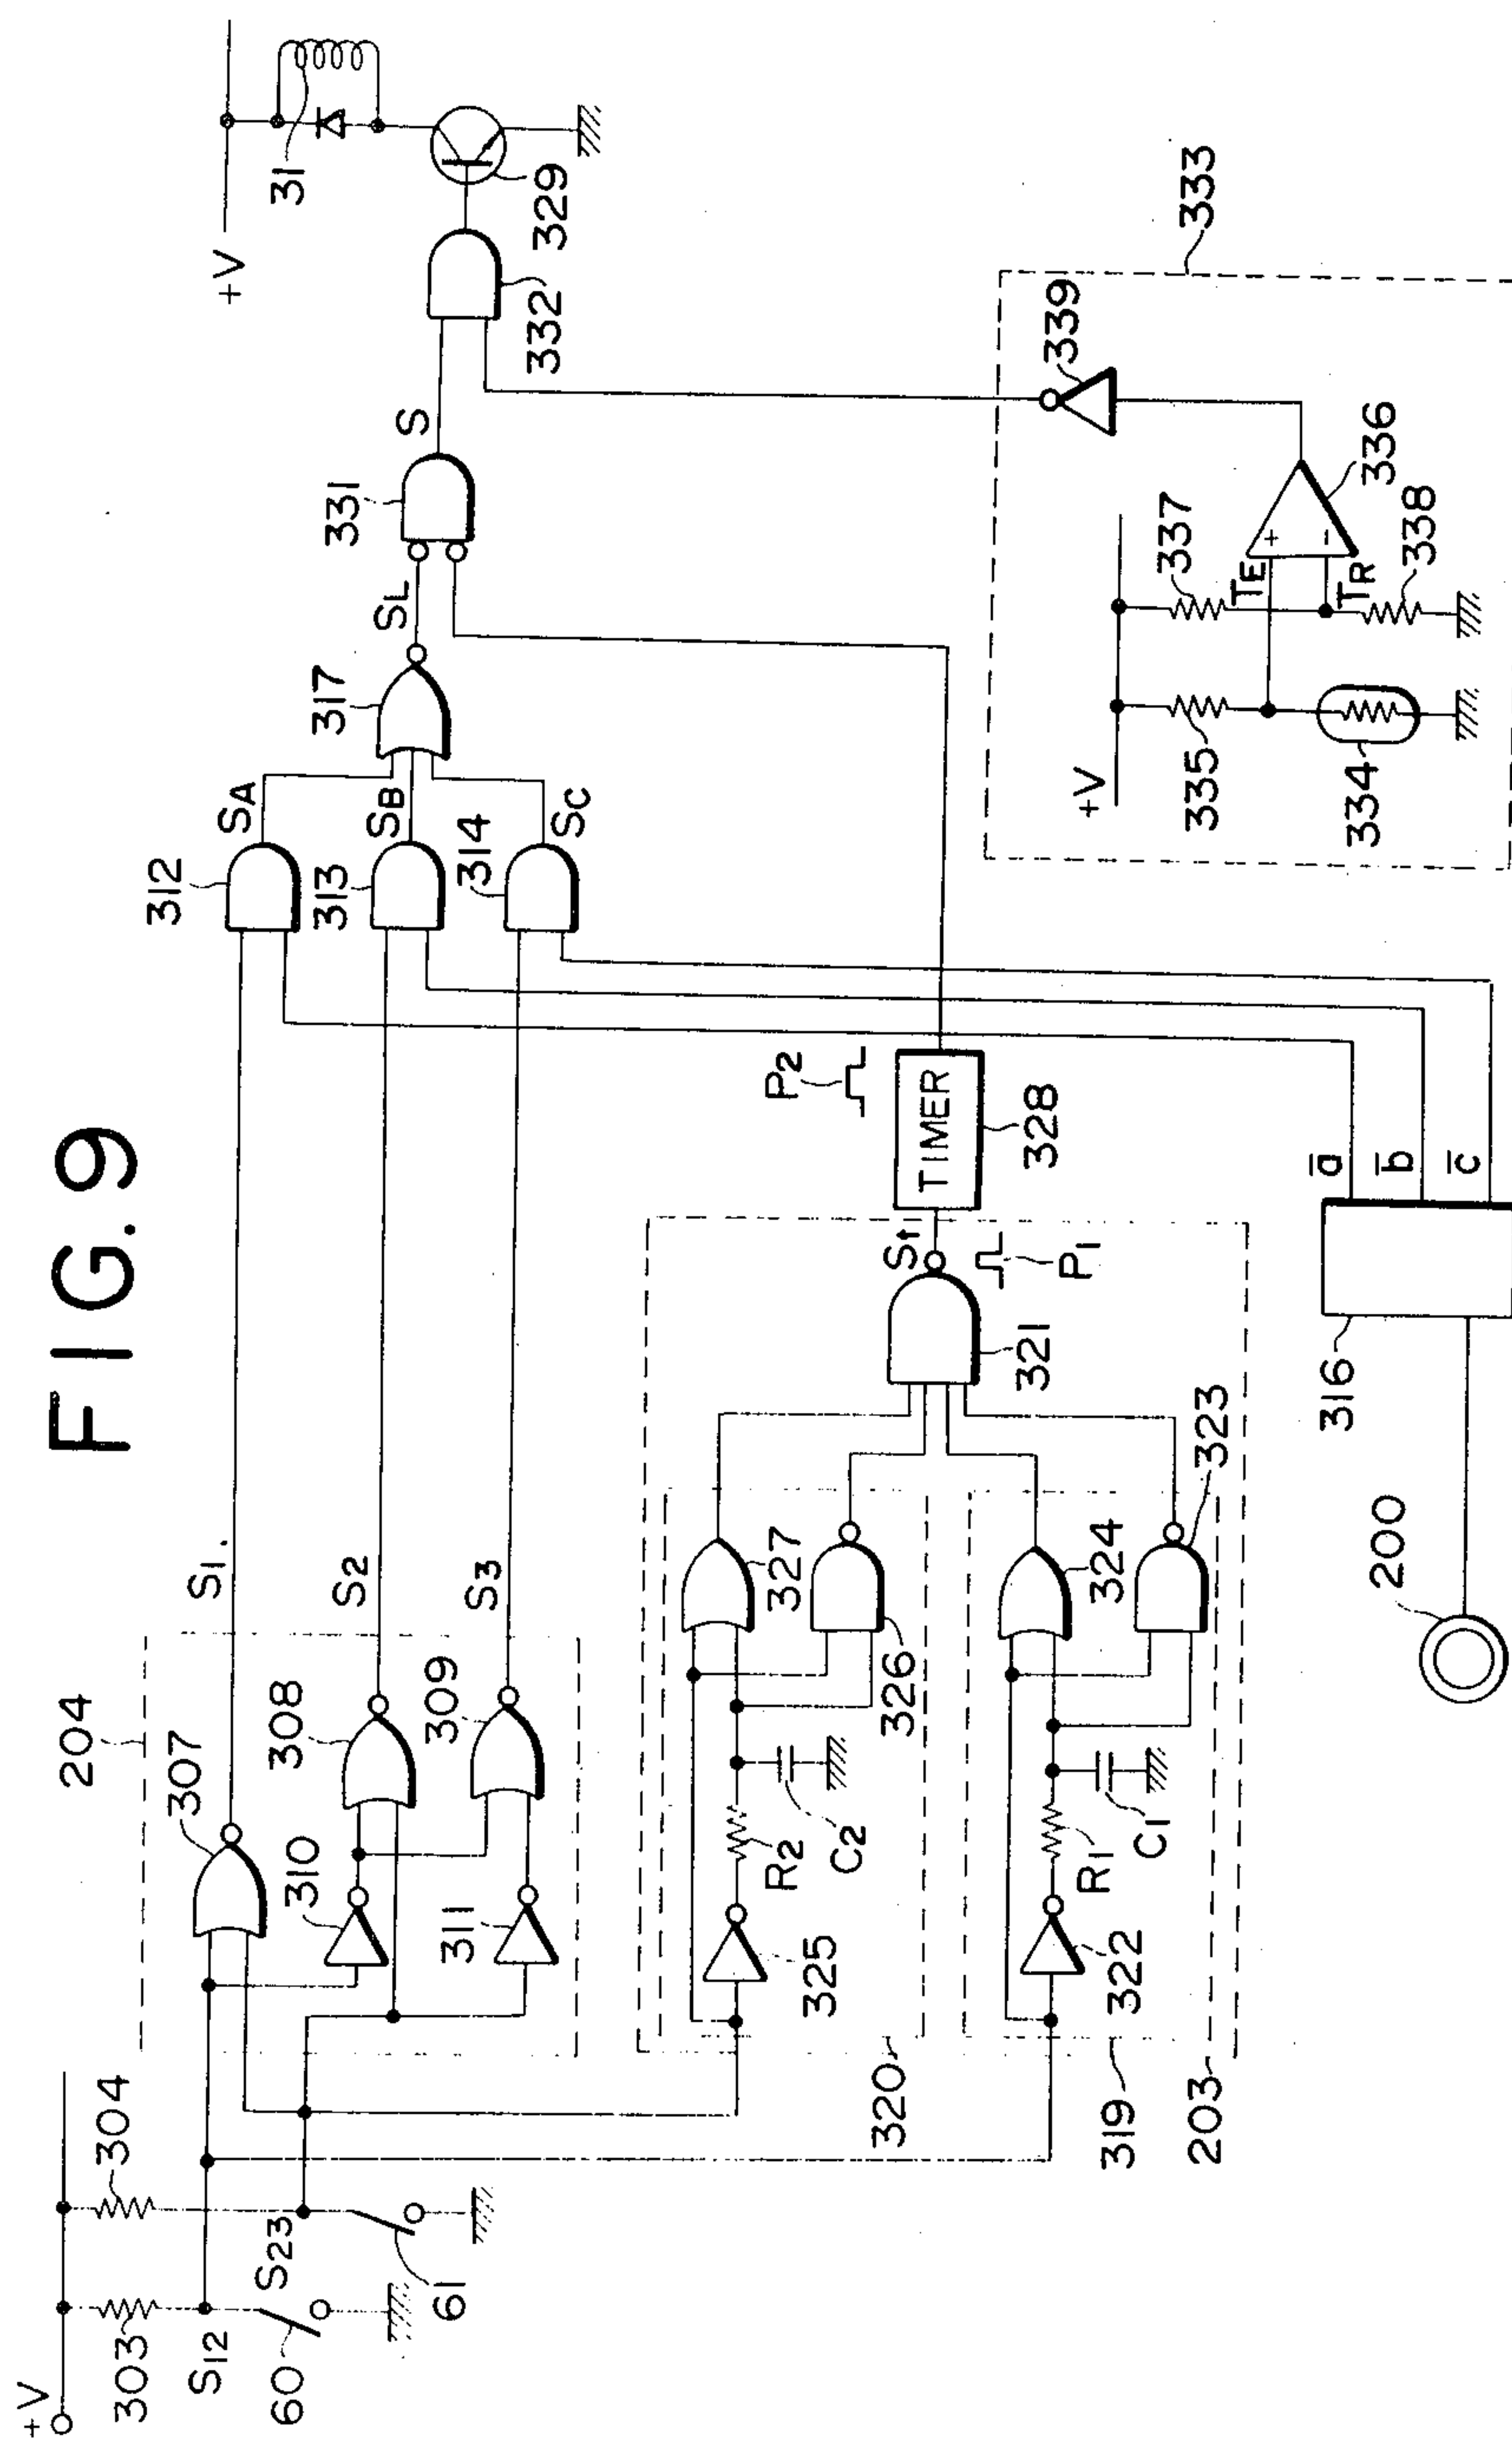 FIG. 9
+V
303
304
S12
S23
60
61
204
307
308
309
310
311
S1
S2
S3
312
313
314
SA
SB
SC
317
SL
331
S
332
329
31
+V
320
319
203
325
R2
C2
327
326
322
R1
C1
324
323
321
St
P1
TIMER
328
P2
200
316
a̅
b̅
c̅
333
339
+V
335
334
337
338
TE
TR
+
-
336